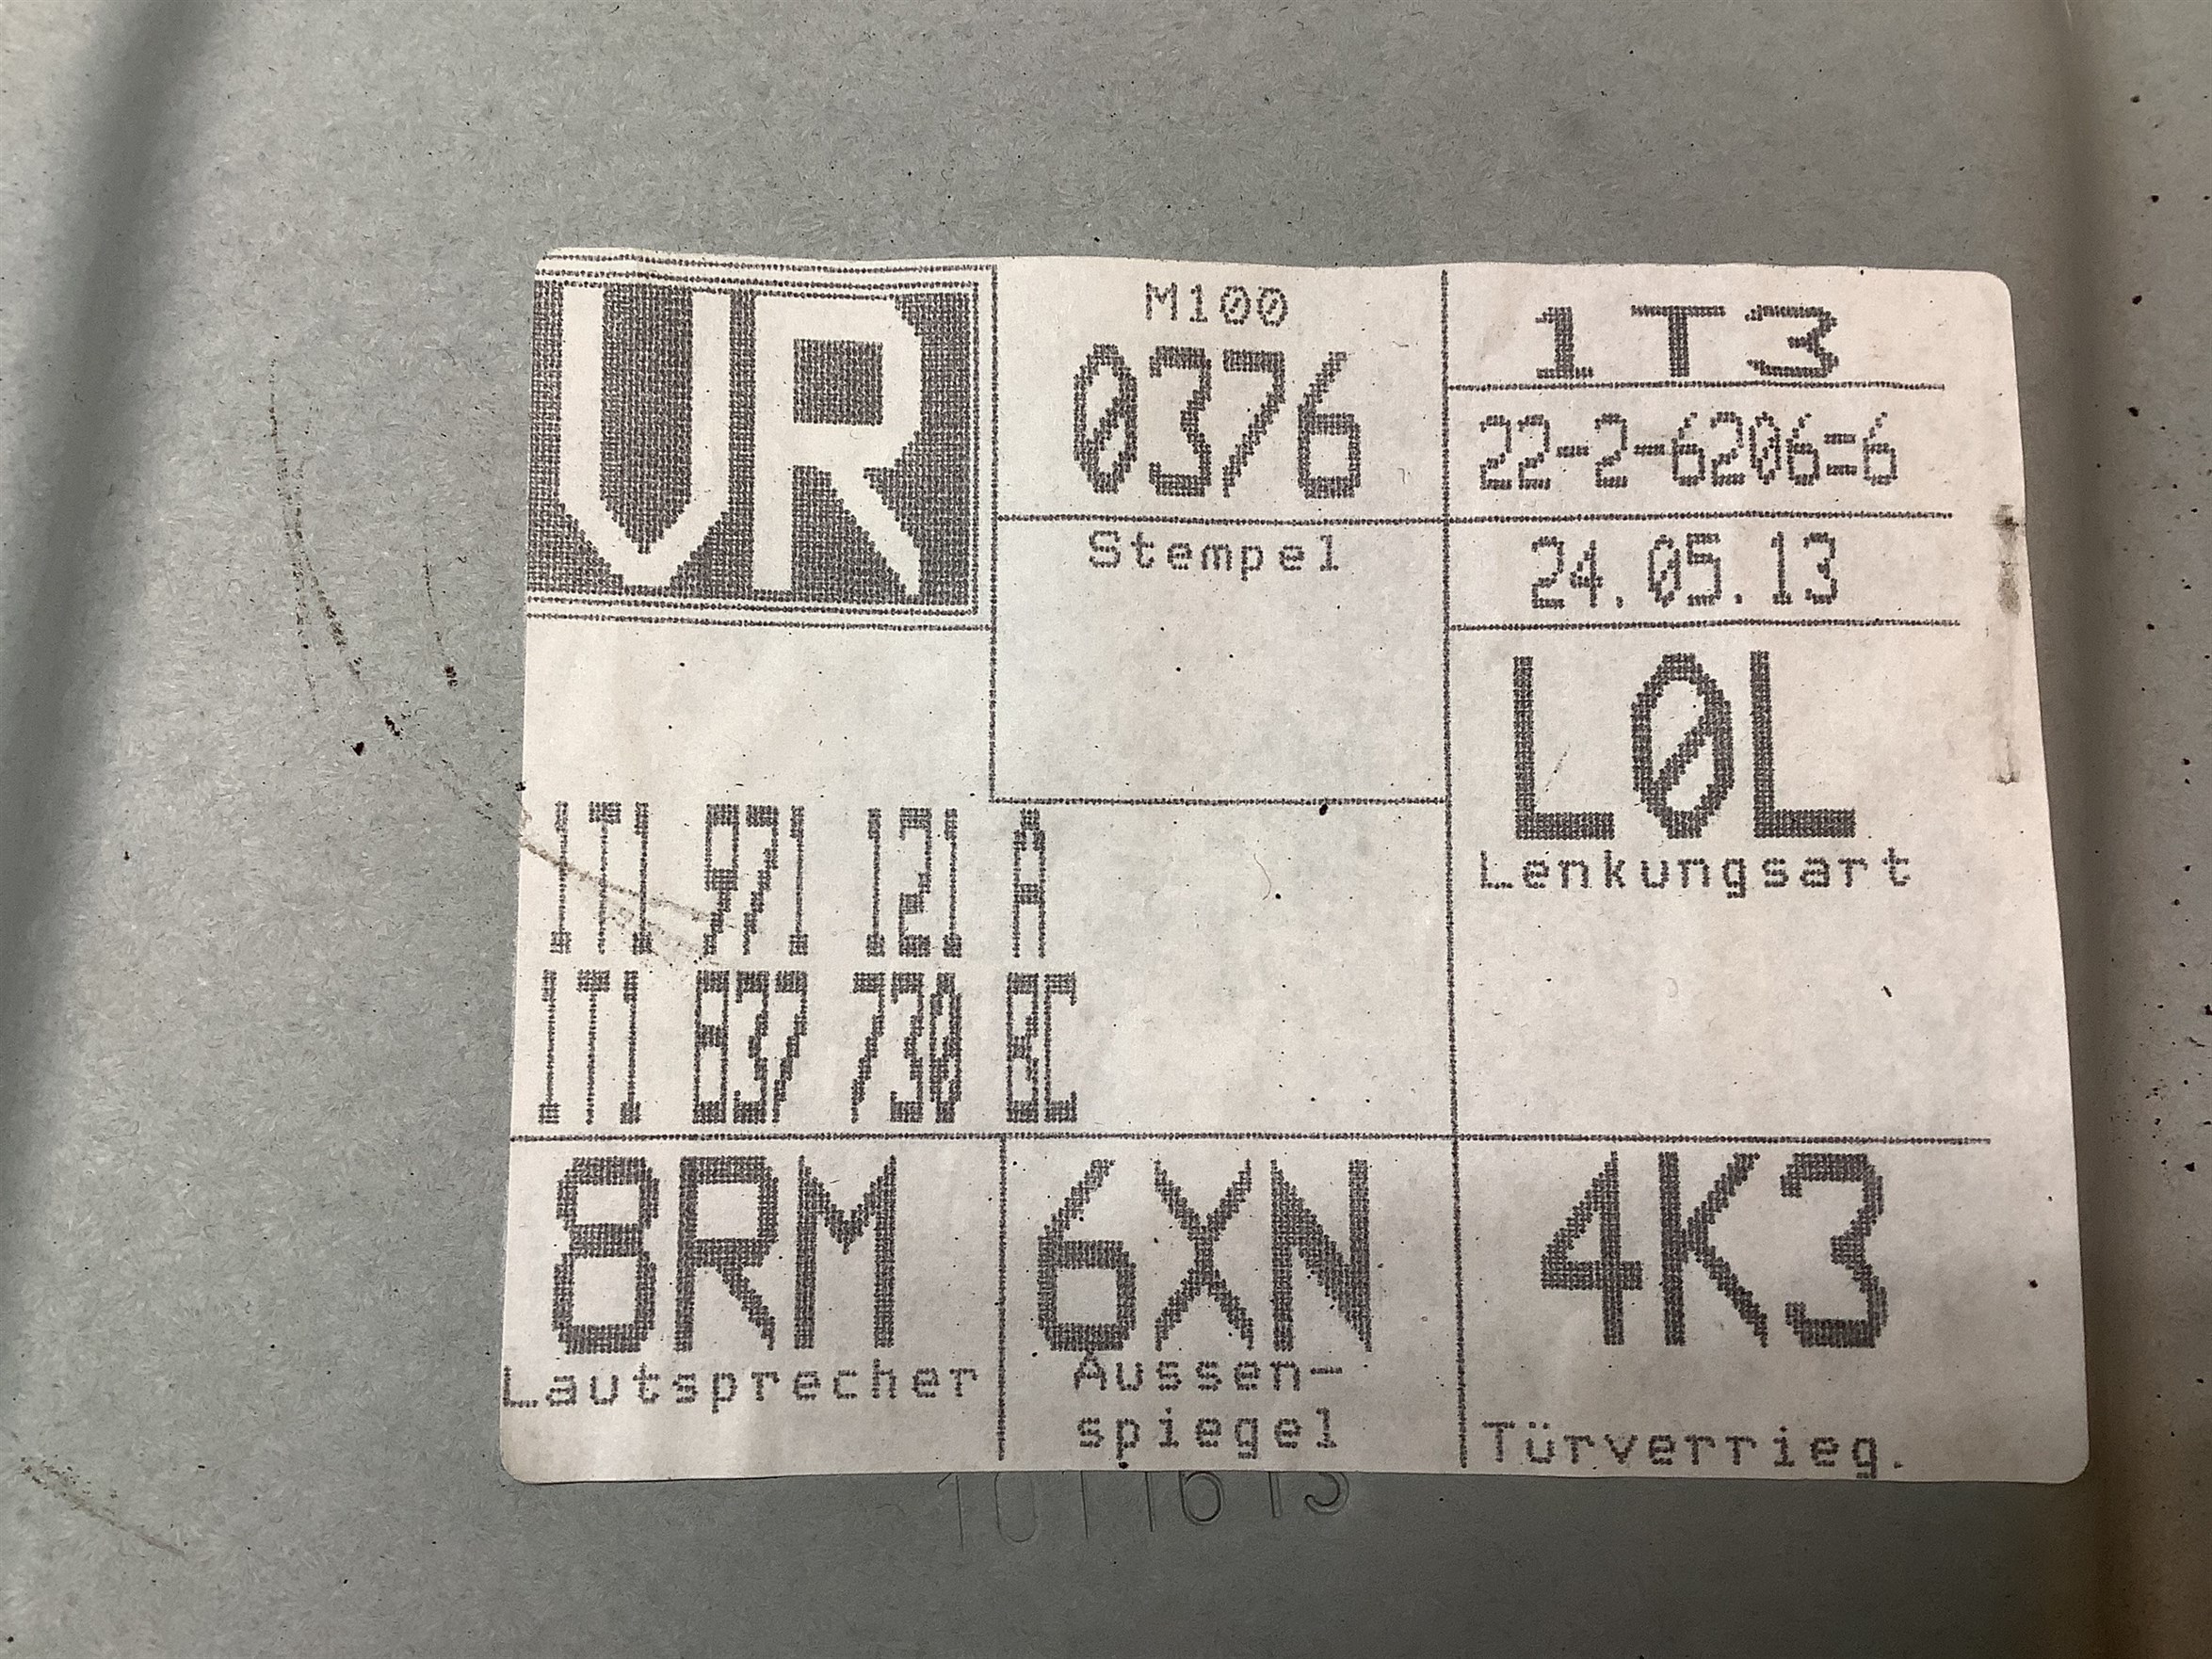 VR
M100
0376
1T3
22-2-6206=6
24.05.13
Stempel
L0L
Lenkungsart
1T1 971 121 A
1T1 837 730 BC
8RM
Lautsprecher
6XN
Aussen-
spiegel
4K3
Türverrieg.